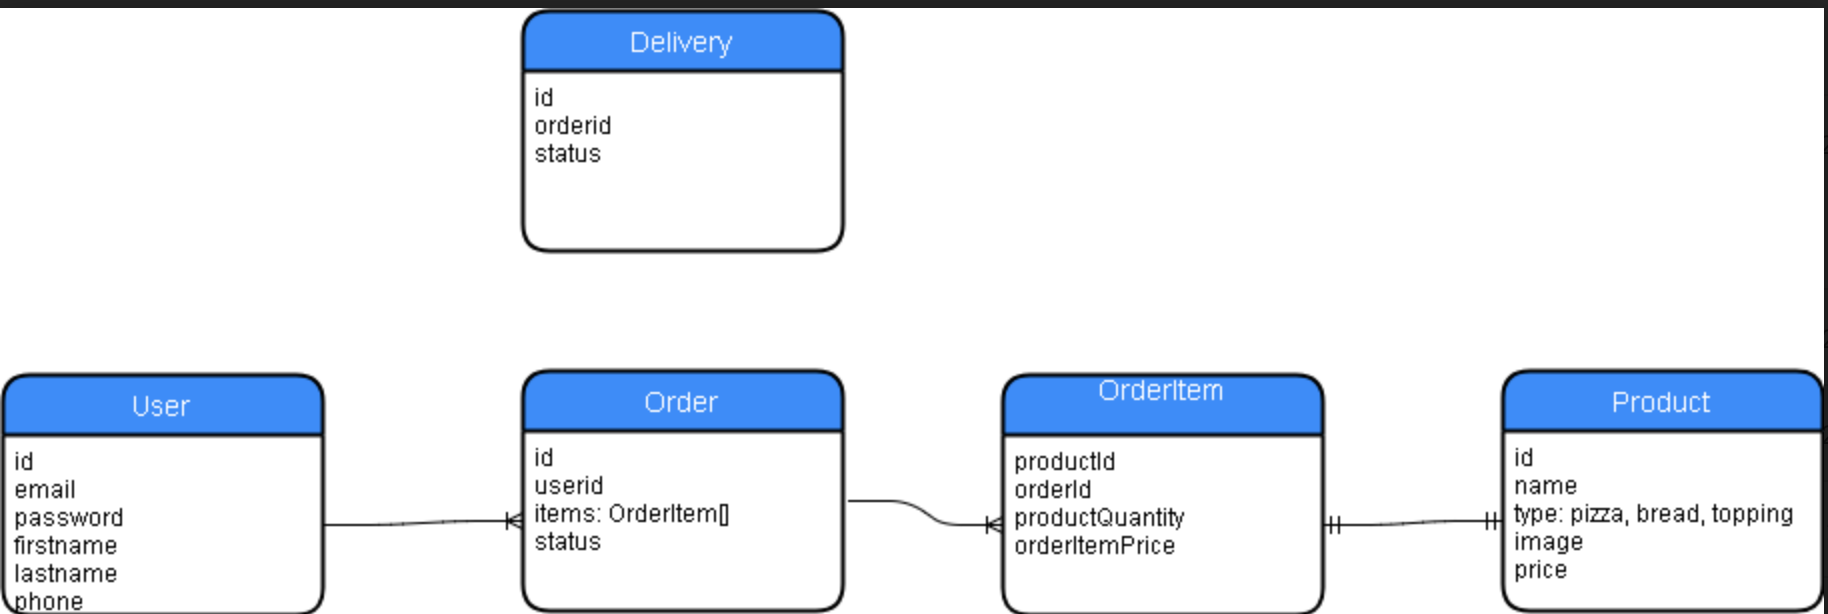 Delivery
id
orderid
status
User
id
email
password
firstname
lastname
phone
Order
id
userid
items: OrderItem[]
status
OrderItem
productId
orderId
productQuantity
orderItemPrice
Product
id
name
type: pizza, bread, topping
image
price